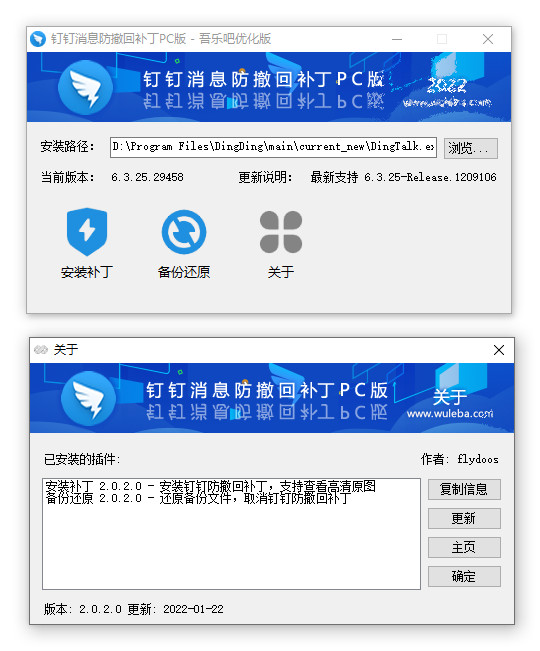 钉钉消息防撤回补丁PC版 - 吾乐吧优化版
钉钉消息防撤回补丁PC版
2022
安装路径：
D:\Program Files\DingDing\main\current_new\DingTalk.ex
浏览...
当前版本：
6.3.25.29458
更新说明：
最新支持 6.3.25-Release.1209106
安装补丁
备份还原
关于
关于
钉钉消息防撤回补丁PC版
关于
www.wuleba.com
已安装的插件:
作者: flydoos
安装补丁 2.0.2.0 - 安装钉钉防撤回补丁，支持查看高清原图
备份还原 2.0.2.0 - 还原备份文件，取消钉钉防撤回补丁
复制信息
更新
主页
确定
版本: 2.0.2.0 更新: 2022-01-22